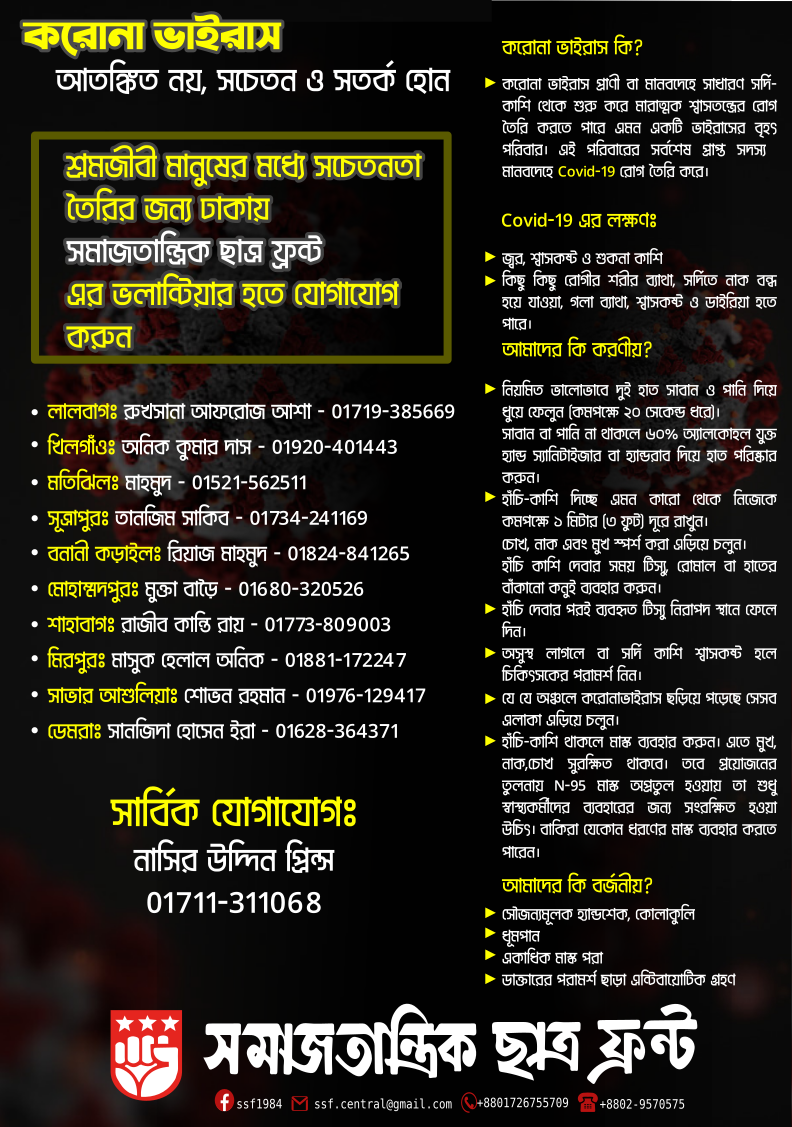 করোনা ভাইরাস
আতঙ্কিত নয়, সচেতন ও সতর্ক হোন
শ্রমজীবী মানুষের মধ্যে সচেতনতা
তৈরির জন্য ঢাকায়
সমাজতান্ত্রিক ছাত্র ফ্রন্ট
এর ভলান্টিয়ার হতে যোগাযোগ
করুন
• লালবাগঃ রুখসানা আফরোজ আশা - 01719-385669
• খিলগাঁওঃ অনিক কুমার দাস - 01920-401443
• মতিঝিলঃ মাহমুদ - 01521-562511
• সূত্রাপুরঃ তানজিম সাকিব - 01734-241169
• বনানী কড়াইলঃ রিয়াজ মাহমুদ - 01824-841265
• মোহাম্মদপুরঃ মুক্তা বাড়ৈ - 01680-320526
• শাহাবাগঃ রাজীব কান্তি রায় - 01773-809003
• মিরপুরঃ মাসুক হেলাল অনিক - 01881-172247
• সাভার আশুলিয়াঃ শোভন রহমান - 01976-129417
• ডেমরাঃ সানজিদা হোসেন ইরা - 01628-364371
সার্বিক যোগাযোগঃ
নাসির উদ্দিন প্রিন্স
01711-311068
করোনা ভাইরাস কি?
করোনা ভাইরাস প্রাণী বা মানবদেহে সাধারণ সর্দি-
কাশি থেকে শুরু করে মারাত্মক শ্বাসতন্ত্রের রোগ
তৈরি করতে পারে এমন একটি ভাইরাসের বৃহৎ
পরিবার। এই পরিবারের সর্বশেষ প্রাপ্ত সদস্য
মানবদেহে Covid-19 রোগ তৈরি করে।
Covid-19 এর লক্ষণঃ
জ্বর, শ্বাসকষ্ট ও শুকনা কাশি
কিছু কিছু রোগীর শরীর ব্যাথা, সর্দিতে নাক বন্ধ
হয়ে যাওয়া, গলা ব্যাথা, শ্বাসকষ্ট ও ডাইরিয়া হতে
পারে।
আমাদের কি করণীয়?
নিয়মিত ভালোভাবে দুই হাত সাবান ও পানি দিয়ে
ধুয়ে ফেলুন (কমপক্ষে ২০ সেকেন্ড ধরে)।
সাবান বা পানি না থাকলে ৬০% অ্যালকোহল যুক্ত
হ্যান্ড স্যানিটাইজার বা হ্যান্ডরাব দিয়ে হাত পরিষ্কার
করুন।
হাঁচি-কাশি দিচ্ছে এমন কারো থেকে নিজেকে
কমপক্ষে ১ মিটার (৩ ফুট) দূরে রাখুন।
চোখ, নাক এবং মুখ স্পর্শ করা এড়িয়ে চলুন।
হাঁচি কাশি দেবার সময় টিস্যু, রোমাল বা হাতের
বাঁকানো কনুই ব্যবহার করুন।
হাঁচি দেবার পরই ব্যবহৃত টিস্যু নিরাপদ স্থানে ফেলে
দিন।
অসুস্থ লাগলে বা সর্দি কাশি শ্বাসকষ্ট হলে
চিকিৎসকের পরামর্শ নিন।
যে যে অঞ্চলে করোনাভাইরাস ছড়িয়ে পড়েছে সেসব
এলাকা এড়িয়ে চলুন।
হাঁচি-কাশি থাকলে মাস্ক ব্যবহার করুন। এতে মুখ,
নাক,চোখ সুরক্ষিত থাকবে। তবে প্রয়োজনের
তুলনায় N-95 মাস্ক অপ্রতুল হওয়ায় তা শুধু
স্বাস্থ্যকর্মীদের ব্যবহারের জন্য সংরক্ষিত হওয়া
উচিৎ। বাকিরা যেকোন ধরণের মাস্ক ব্যবহার করতে
পারেন।
আমাদের কি বর্জনীয়?
সৌজন্যমূলক হ্যান্ডশেক, কোলাকুলি
ধূমপান
একাধিক মাস্ক পরা
ডাক্তারের পরামর্শ ছাড়া এন্টিবায়োটিক গ্রহণ
সমাজতান্ত্রিক ছাত্র ফ্রন্ট
ssf1984 ssf.central@gmail.com +8801726755709 +8802-9570575